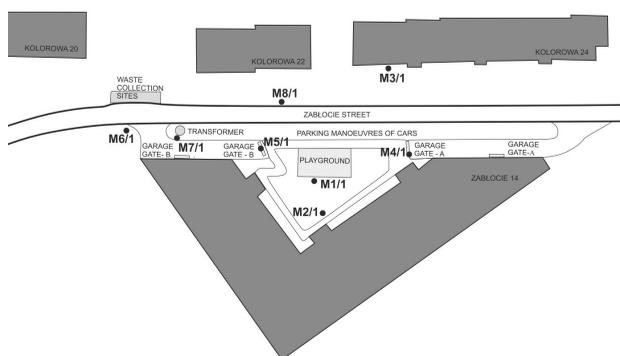 KOLOROWA 20
KOLOROWA 22
KOLOROWA 24
M3/1
WASTE
COLLECTION
SITES
M8/1
ZABŁOCIE STREET
M6/1
TRANSFORMER
PARKING MANOEUVRES OF CARS
GARAGE
GATE- B
M7/1
GARAGE
GATE - B
M5/1
PLAYGROUND
M4/1
GARAGE
GATE - A
GARAGE
GATE-A
M1/1
ZABŁOCIE 14
M2/1